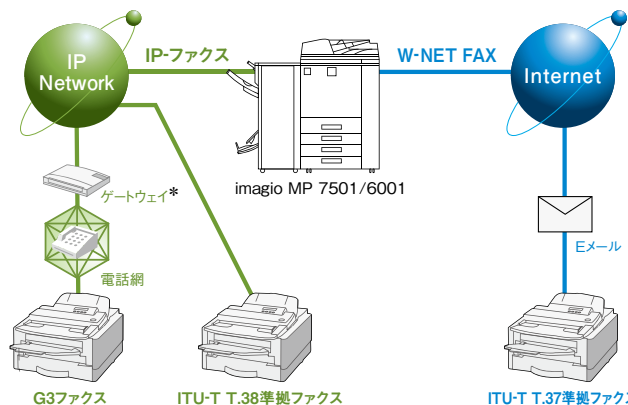 IP
Network
IP-ファクス
W-NET FAX
Internet
imagio MP 7501/6001
ゲートウェイ*
電話網
Eメール
G3ファクス
ITU-T T.38準拠ファクス
ITU-T T.37準拠ファクス